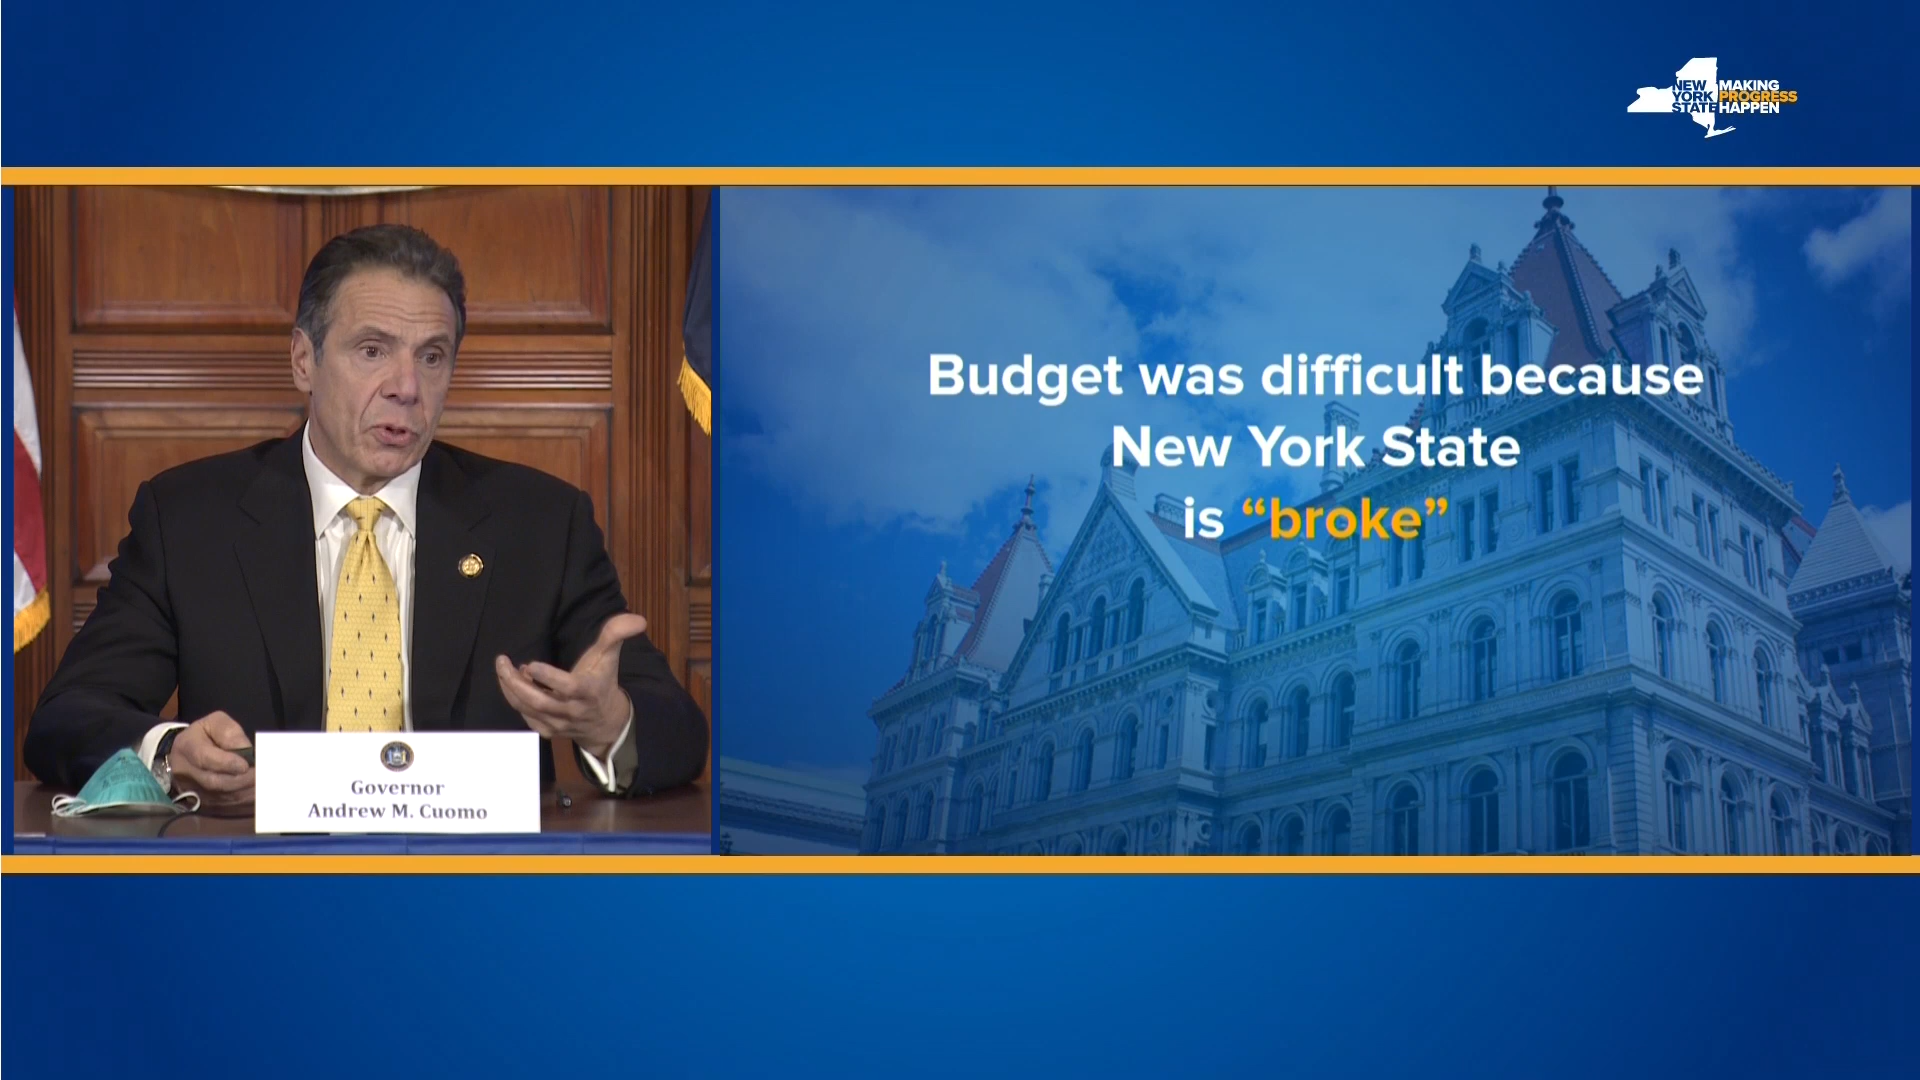 NEW
YORK
STATE
MAKING
PROGRESS
HAPPEN
Budget was difficult because
New York State
is “broke”
Governor
Andrew M. Cuomo